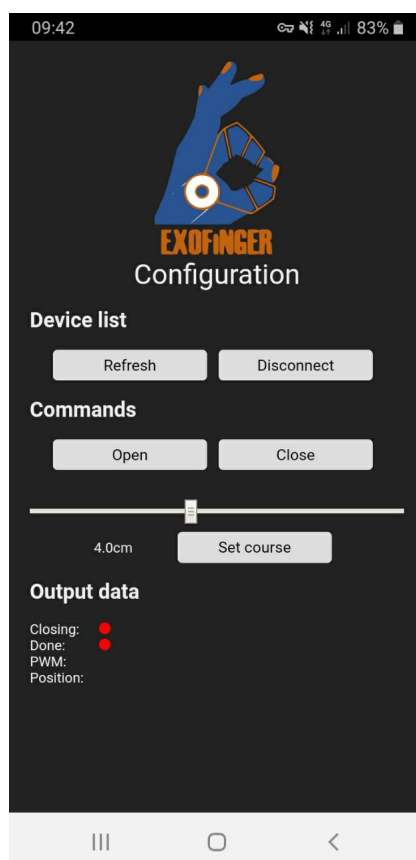 09:42 4G 83%
EXOFiNGER
Configuration
Device list
Refresh Disconnect
Commands
Open Close
4.0cm Set course
Output data
Closing:
Done:
PWM:
Position: